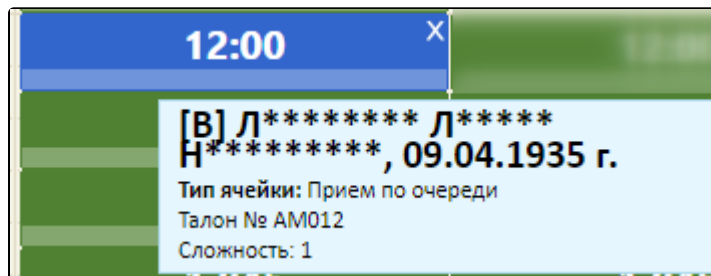 12:00 X
[В] Л******** Л*****
Н*********, 09.04.1935 г.
Тип ячейки: Прием по очереди
Талон № АМ012
Сложность: 1